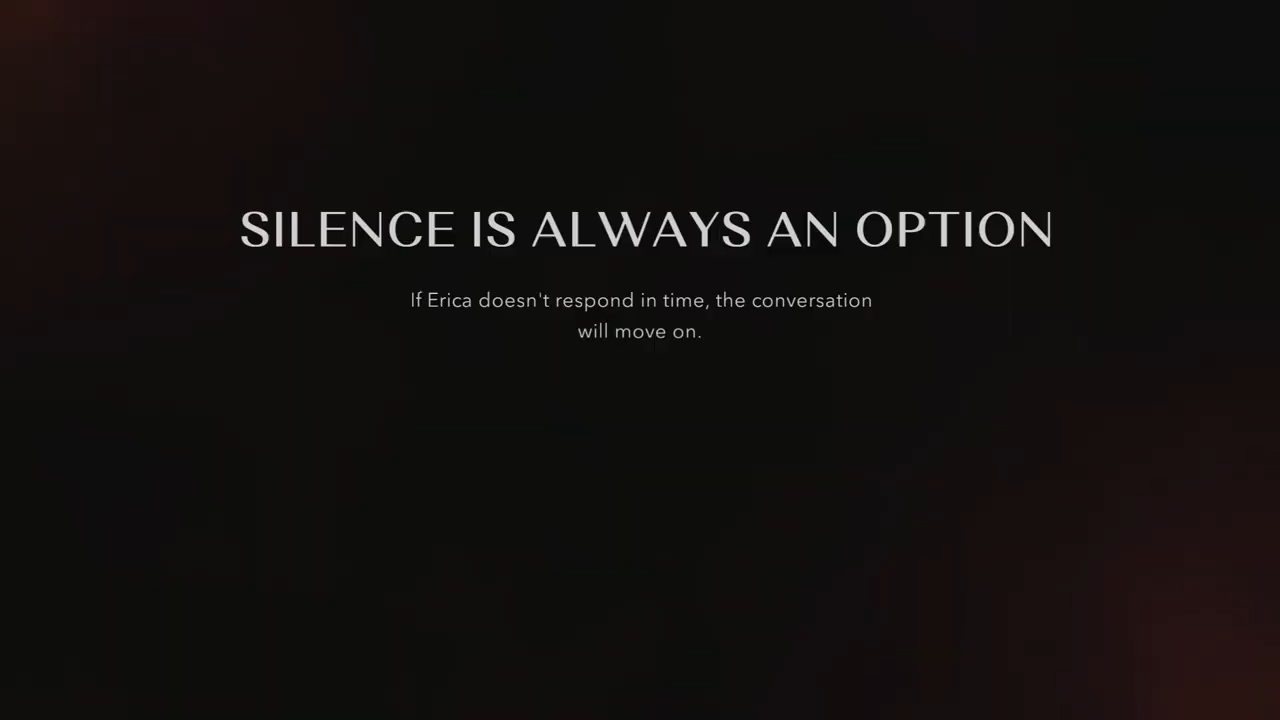 SILENCE IS ALWAYS AN OPTION
If Erica doesn't respond in time, the conversation
will move on.